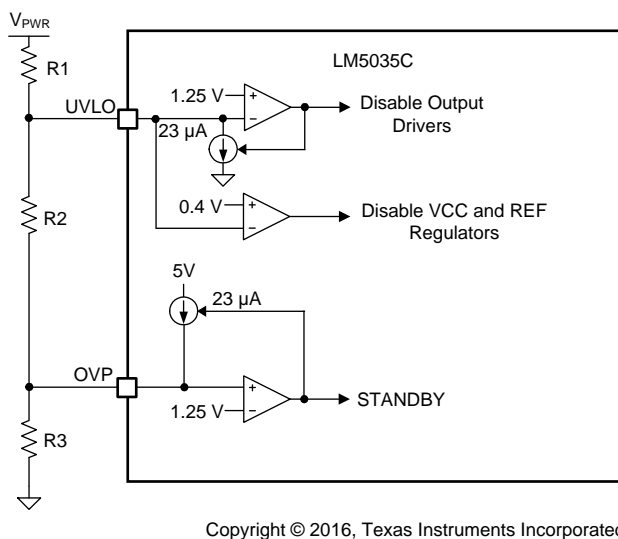 VPWR
R1
LM5035C
1.25 V
+
UVLO
Disable Output
Drivers
23 µA
−
0.4 V
+
Disable VCC and REF
Regulators
−
R2
5V
23 µA
OVP
+
STANDBY
1.25 V
−
R3
Copyright © 2016, Texas Instruments Incorporated